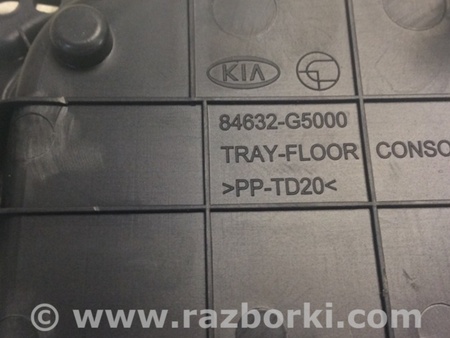 KIA
84632-G5000
TRAY-FLOOR CONSO
>PP-TD20<
© www.razborki.com